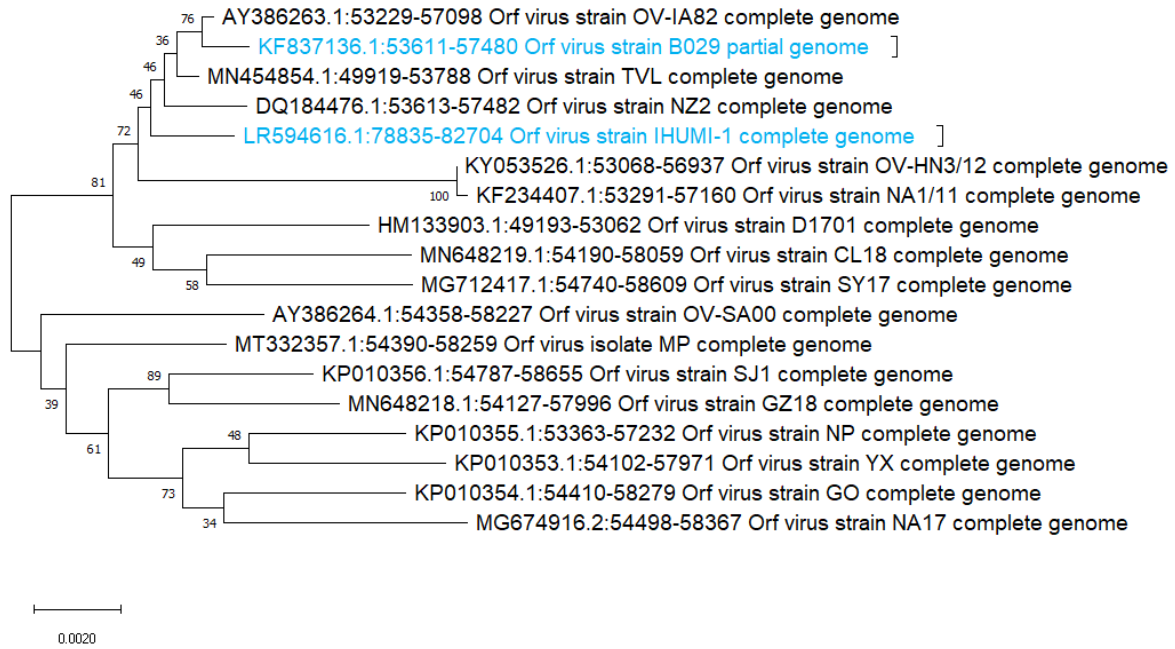 76
AY386263.1:53229-57098 Orf virus strain OV-IA82 complete genome
36
KF837136.1:53611-57480 Orf virus strain B029 partial genome ]
46
MN454854.1:49919-53788 Orf virus strain TVL complete genome
46
DQ184476.1:53613-57482 Orf virus strain NZ2 complete genome
72
LR594616.1:78835-82704 Orf virus strain IHUMI-1 complete genome ]
KY053526.1:53068-56937 Orf virus strain OV-HN3/12 complete genome
81
100
KF234407.1:53291-57160 Orf virus strain NA1/11 complete genome
HM133903.1:49193-53062 Orf virus strain D1701 complete genome
49
MN648219.1:54190-58059 Orf virus strain CL18 complete genome
58
MG712417.1:54740-58609 Orf virus strain SY17 complete genome
AY386264.1:54358-58227 Orf virus strain OV-SA00 complete genome
MT332357.1:54390-58259 Orf virus isolate MP complete genome
89
KP010356.1:54787-58655 Orf virus strain SJ1 complete genome
39
MN648218.1:54127-57996 Orf virus strain GZ18 complete genome
48
KP010355.1:53363-57232 Orf virus strain NP complete genome
61
KP010353.1:54102-57971 Orf virus strain YX complete genome
73
KP010354.1:54410-58279 Orf virus strain GO complete genome
34
MG674916.2:54498-58367 Orf virus strain NA17 complete genome
0.0020